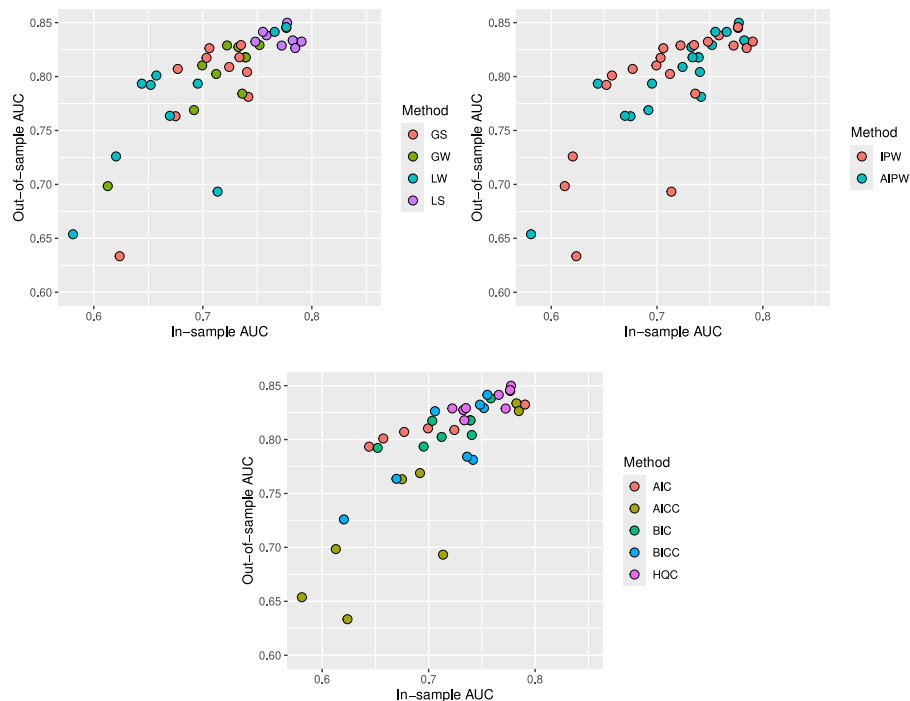 0.85
0.80
0.75
0.70
0.65
0.60
Out−of−sample AUC
0.6
0.7
0.8
In−sample AUC
Method
GS
GW
LW
LS
0.85
0.80
0.75
0.70
0.65
0.60
Out−of−sample AUC
0.6
0.7
0.8
In−sample AUC
Method
IPW
AIPW
0.85
0.80
0.75
0.70
0.65
0.60
Out−of−sample AUC
0.6
0.7
0.8
In−sample AUC
Method
AIC
AICC
BIC
BICC
HQC